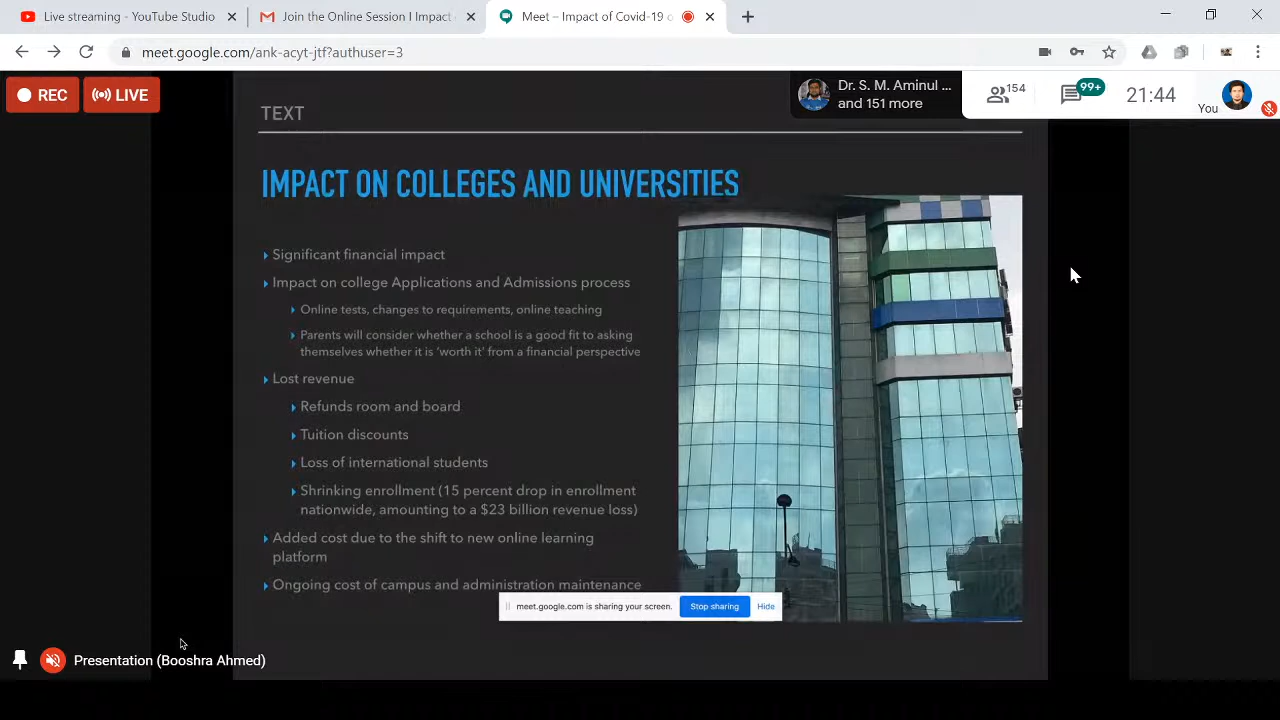 Live streaming - YouTube Studio
Join the Online Session I Impact
Meet – Impact of Covid-19 o
meet.google.com/ank-acyt-jtf?authuser=3
REC
LIVE
Dr. S. M. Aminul ...
and 151 more
154
99+
21:44
You
TEXT
IMPACT ON COLLEGES AND UNIVERSITIES
Significant financial impact
Impact on college Applications and Admissions process
Online tests, changes to requirements, online teaching
Parents will consider whether a school is a good fit to asking
themselves whether it is ‘worth it’ from a financial perspective
Lost revenue
Refunds room and board
Tuition discounts
Loss of international students
Shrinking enrollment (15 percent drop in enrollment
nationwide, amounting to a $23 billion revenue loss)
Added cost due to the shift to new online learning
platform
Ongoing cost of campus and administration maintenance
meet.google.com is sharing your screen.
Stop sharing
Hide
Presentation (Booshra Ahmed)